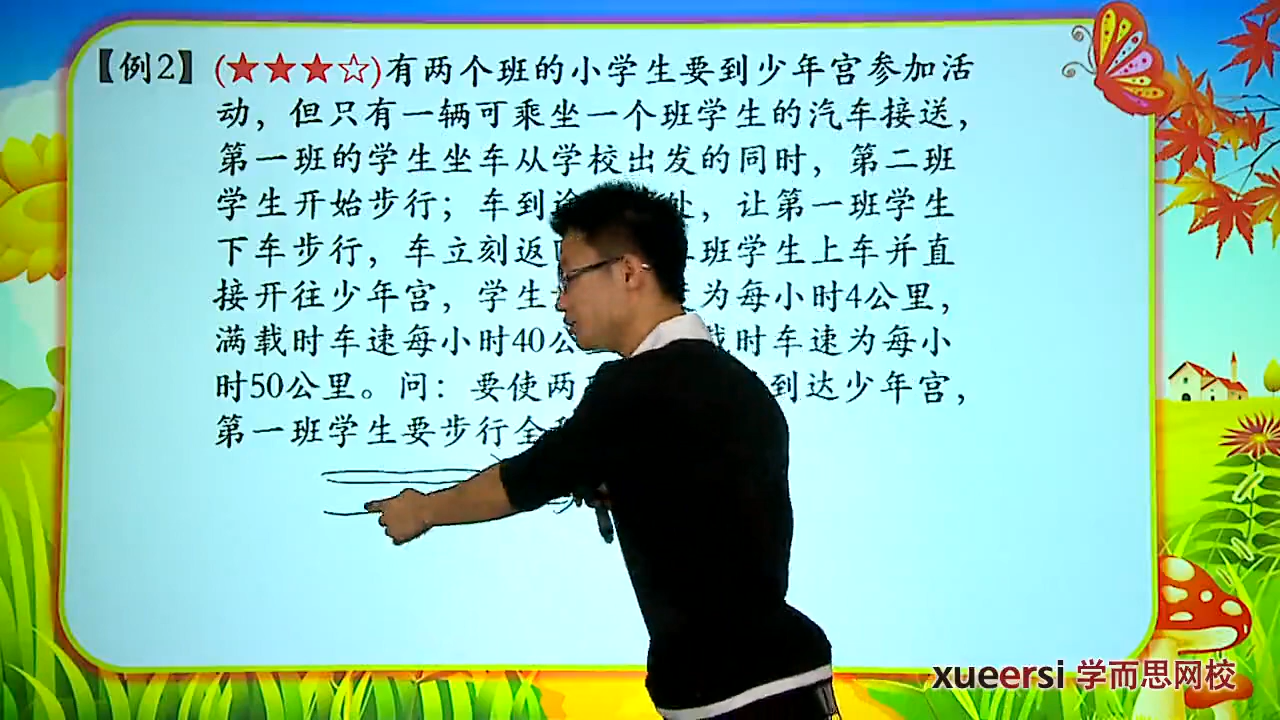 【例2】(★★★☆)有两个班的小学生要到少年宫参加活
动，但只有一辆可乘坐一个班学生的汽车接送，
第一班的学生坐车从学校出发的同时，第二班
学生开始步行；车到 处，让第一班学生
下车步行，车立刻返 班学生上车并直
接开往少年宫，学生 为每小时4公里，
满载时车速每小时40公 时车速为每小
时50公里。问：要使两 到达少年宫，
第一班学生要步行全
xueersi 学而思网校